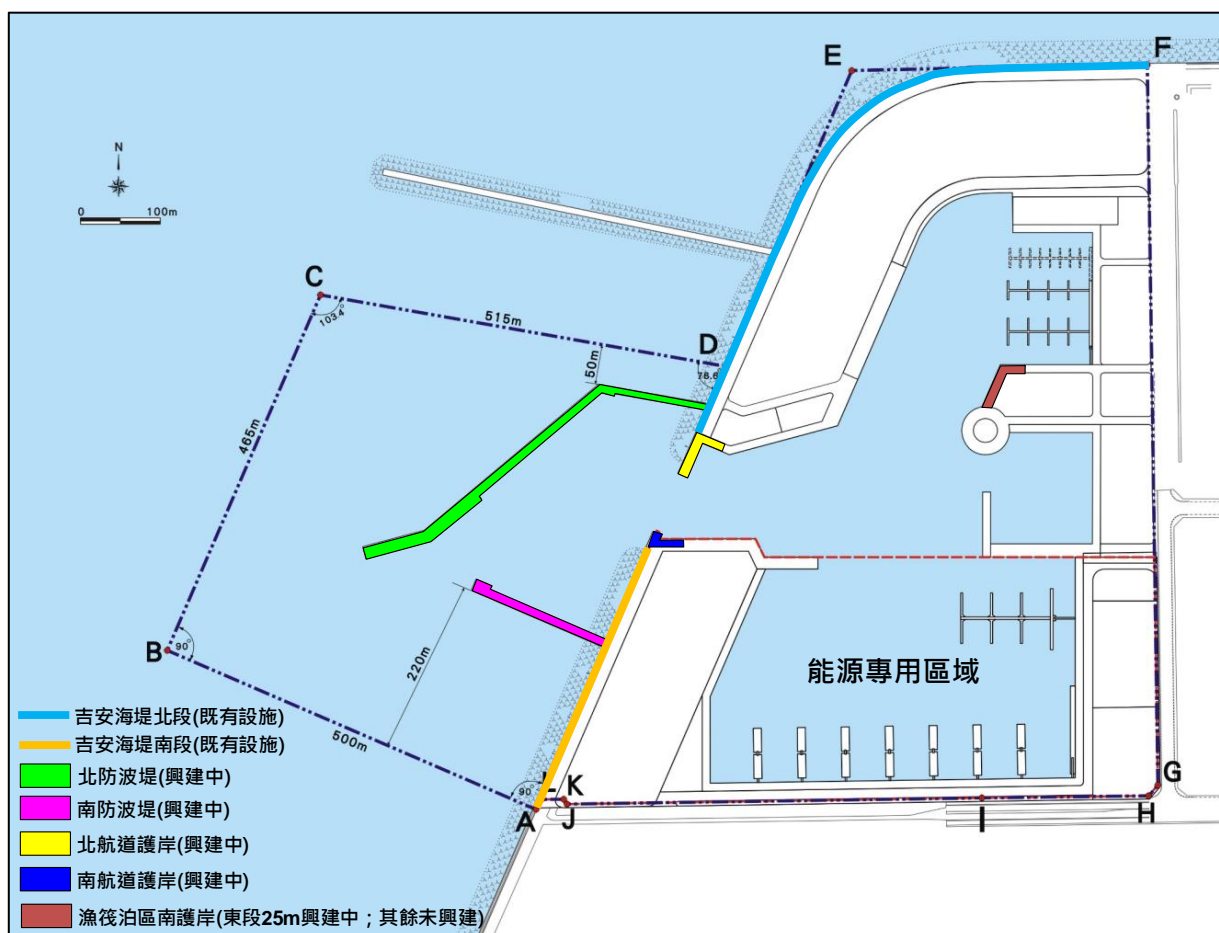 E
F
N
0 100m
C
103.4°
515m
D
50m
76.6
465m
B
90°
220m
500m
能源專用區域
吉安海堤北段(既有設施)
吉安海堤南段(既有設施)
北防波堤(興建中)
南防波堤(興建中)
北航道護岸(興建中)
南航道護岸(興建中)
漁筏泊區南護岸(東段25m興建中；其餘未興建)
90°
L
K
A
J
I
H
G